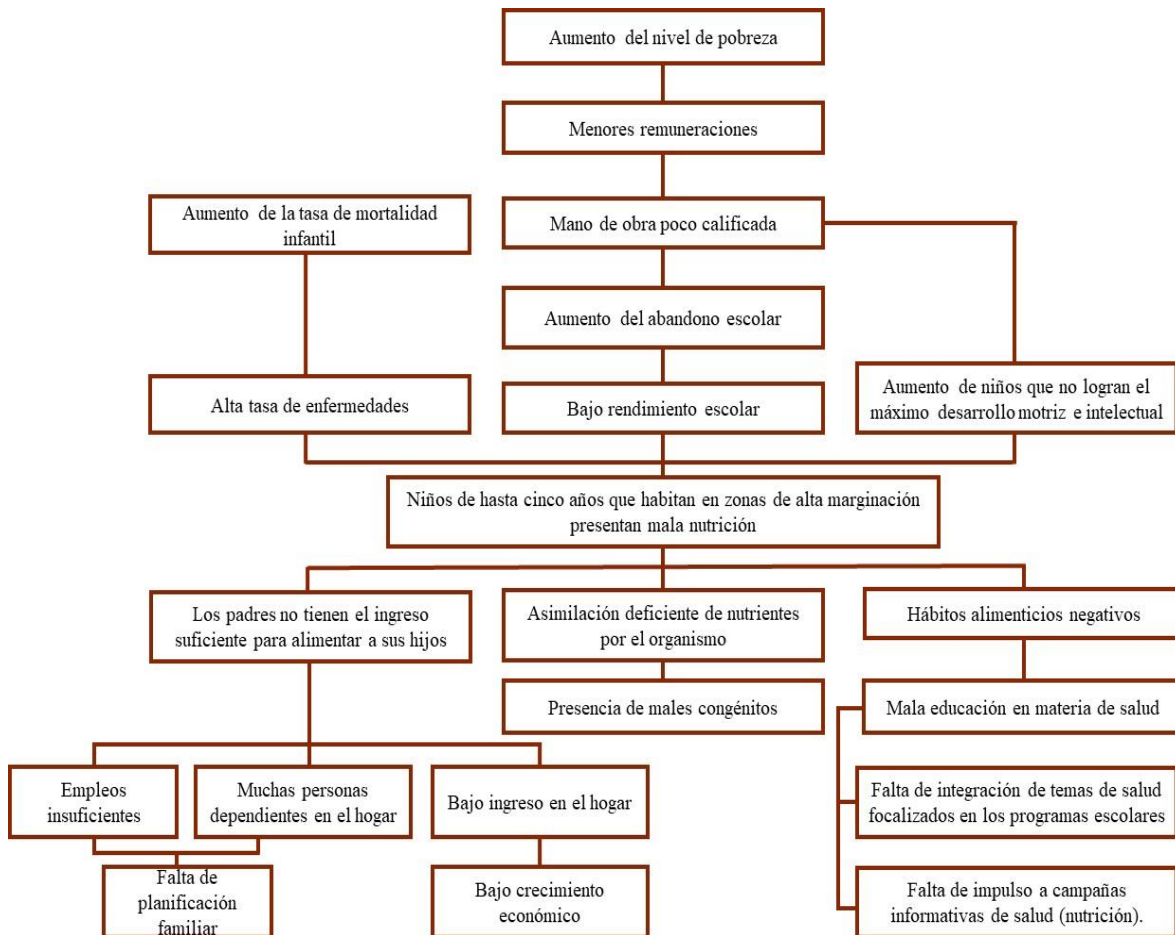 Aumento del nivel de pobreza
Menores remuneraciones
Aumento de la tasa de mortalidad
infantil
Mano de obra poco calificada
Aumento del abandono escolar
Alta tasa de enfermedades
Bajo rendimiento escolar
Aumento de niños que no logran el
máximo desarrollo motriz e intelectual
Niños de hasta cinco años que habitan en zonas de alta marginación
presentan mala nutrición
Los padres no tienen el ingreso
suficiente para alimentar a sus hijos
Asimilación deficiente de nutrientes
por el organismo
Hábitos alimenticios negativos
Presencia de males congénitos
Mala educación en materia de salud
Empleos
insuficientes
Muchas personas
dependientes en el hogar
Bajo ingreso en el hogar
Falta de integración de temas de salud
focalizados en los programas escolares
Falta de
planificación
familiar
Bajo crecimiento
económico
Falta de impulso a campañas
informativas de salud (nutrición).